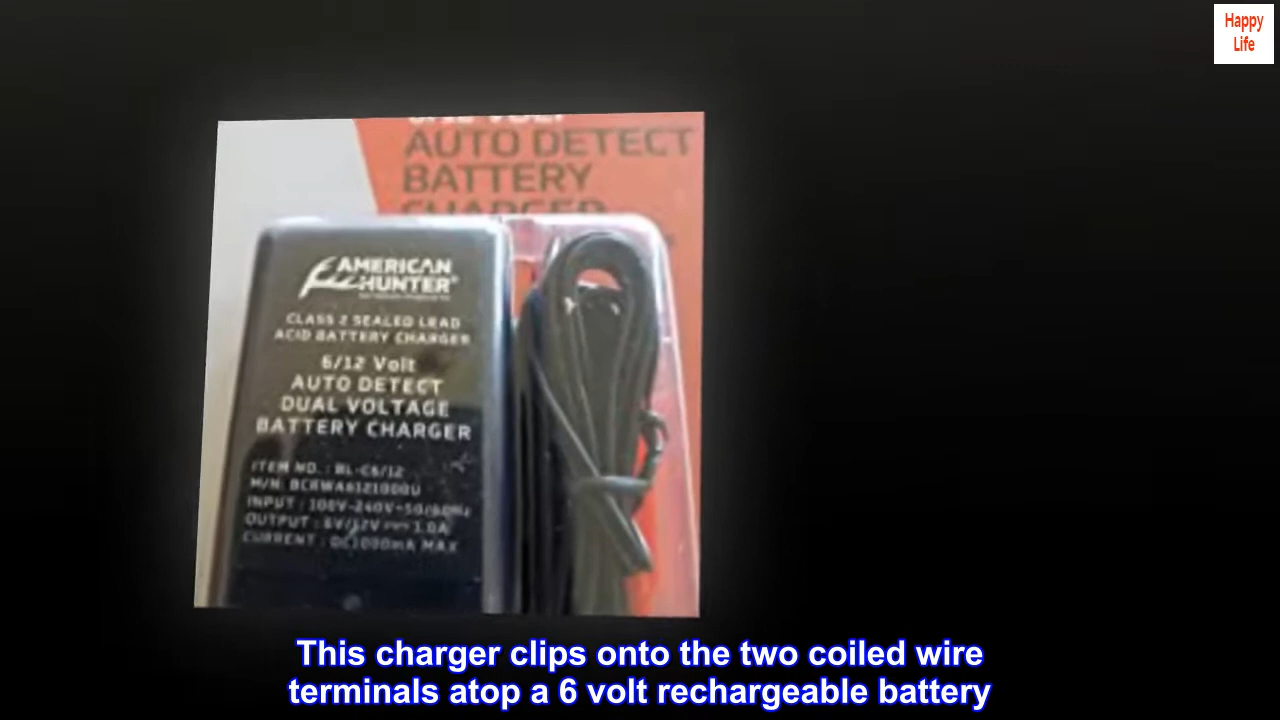 Happy
Life
AUTO DETECT
BATTERY
CHARGER
AMERICAN
HUNTER
CLASS 2 SEALED LEAD
ACID BATTERY CHARGER
6/12 Volt
AUTO DETECT
DUAL VOLTAGE
BATTERY CHARGER
ITEM NO. : BL-C6/12
M/N: BCRWA6121000U
INPUT : 100V-240V~50/60Hz
OUTPUT : 6V/12V 1.0A
CURRENT : DC1000mA MAX
This charger clips onto the two coiled wire
terminals atop a 6 volt rechargeable battery